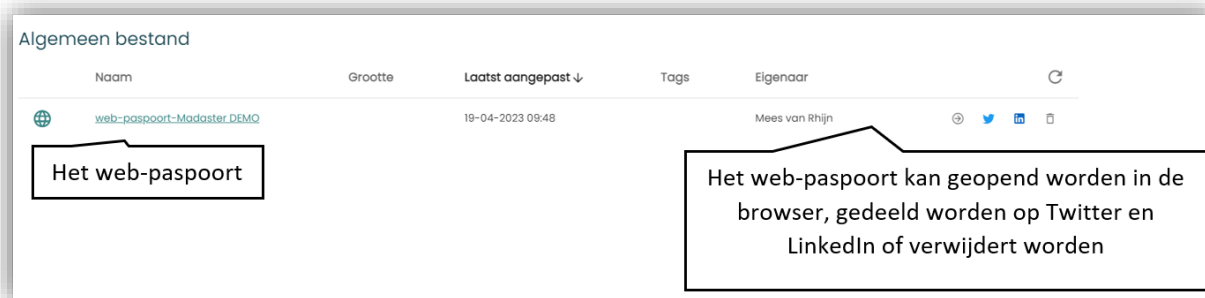 Algemeen bestand
Naam Grootte Laatst aangepast ↓ Tags Eigenaar
web-paspoort-Madaster DEMO 19-04-2023 09:48 Mees van Rhijn
Het web-paspoort
Het web-paspoort kan geopend worden in de
browser, gedeeld worden op Twitter en
LinkedIn of verwijdert worden